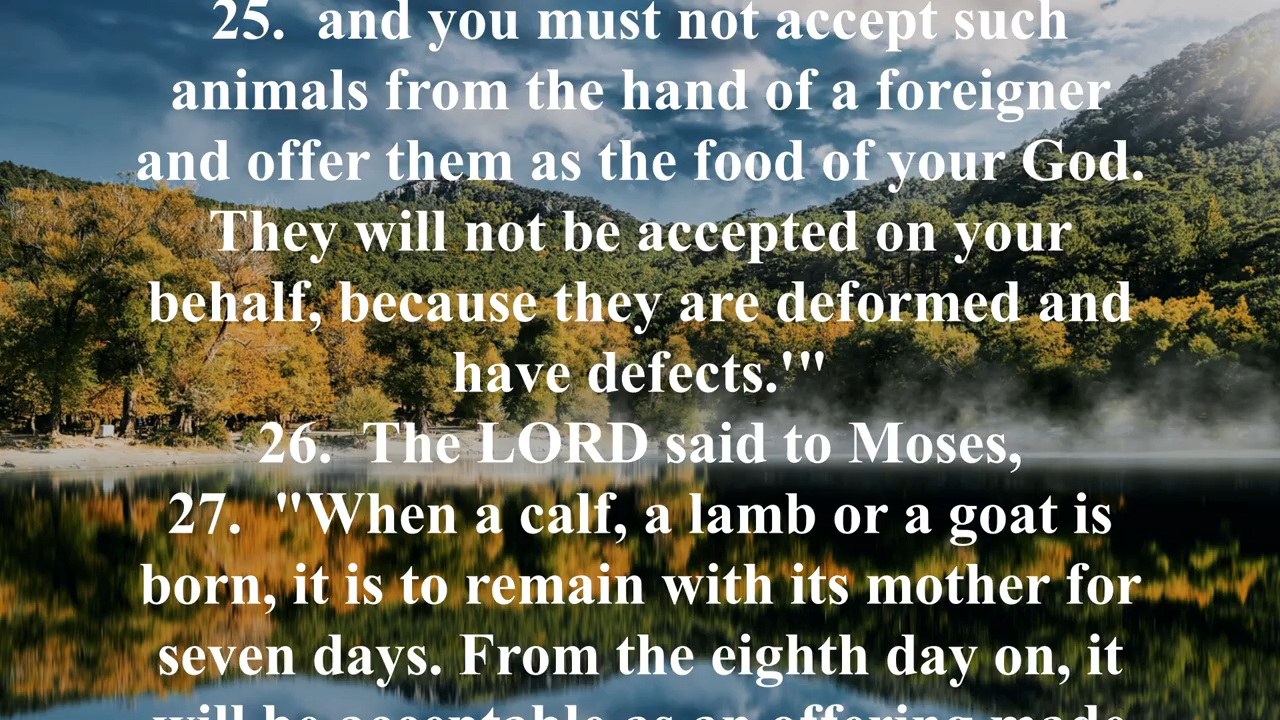 25.  and you must not accept such
animals from the hand of a foreigner
and offer them as the food of your God.
They will not be accepted on your
behalf, because they are deformed and
have defects.'"
26.  The LORD said to Moses,
27.  "When a calf, a lamb or a goat is
born, it is to remain with its mother for
seven days. From the eighth day on, it
will be acceptable as an offering made